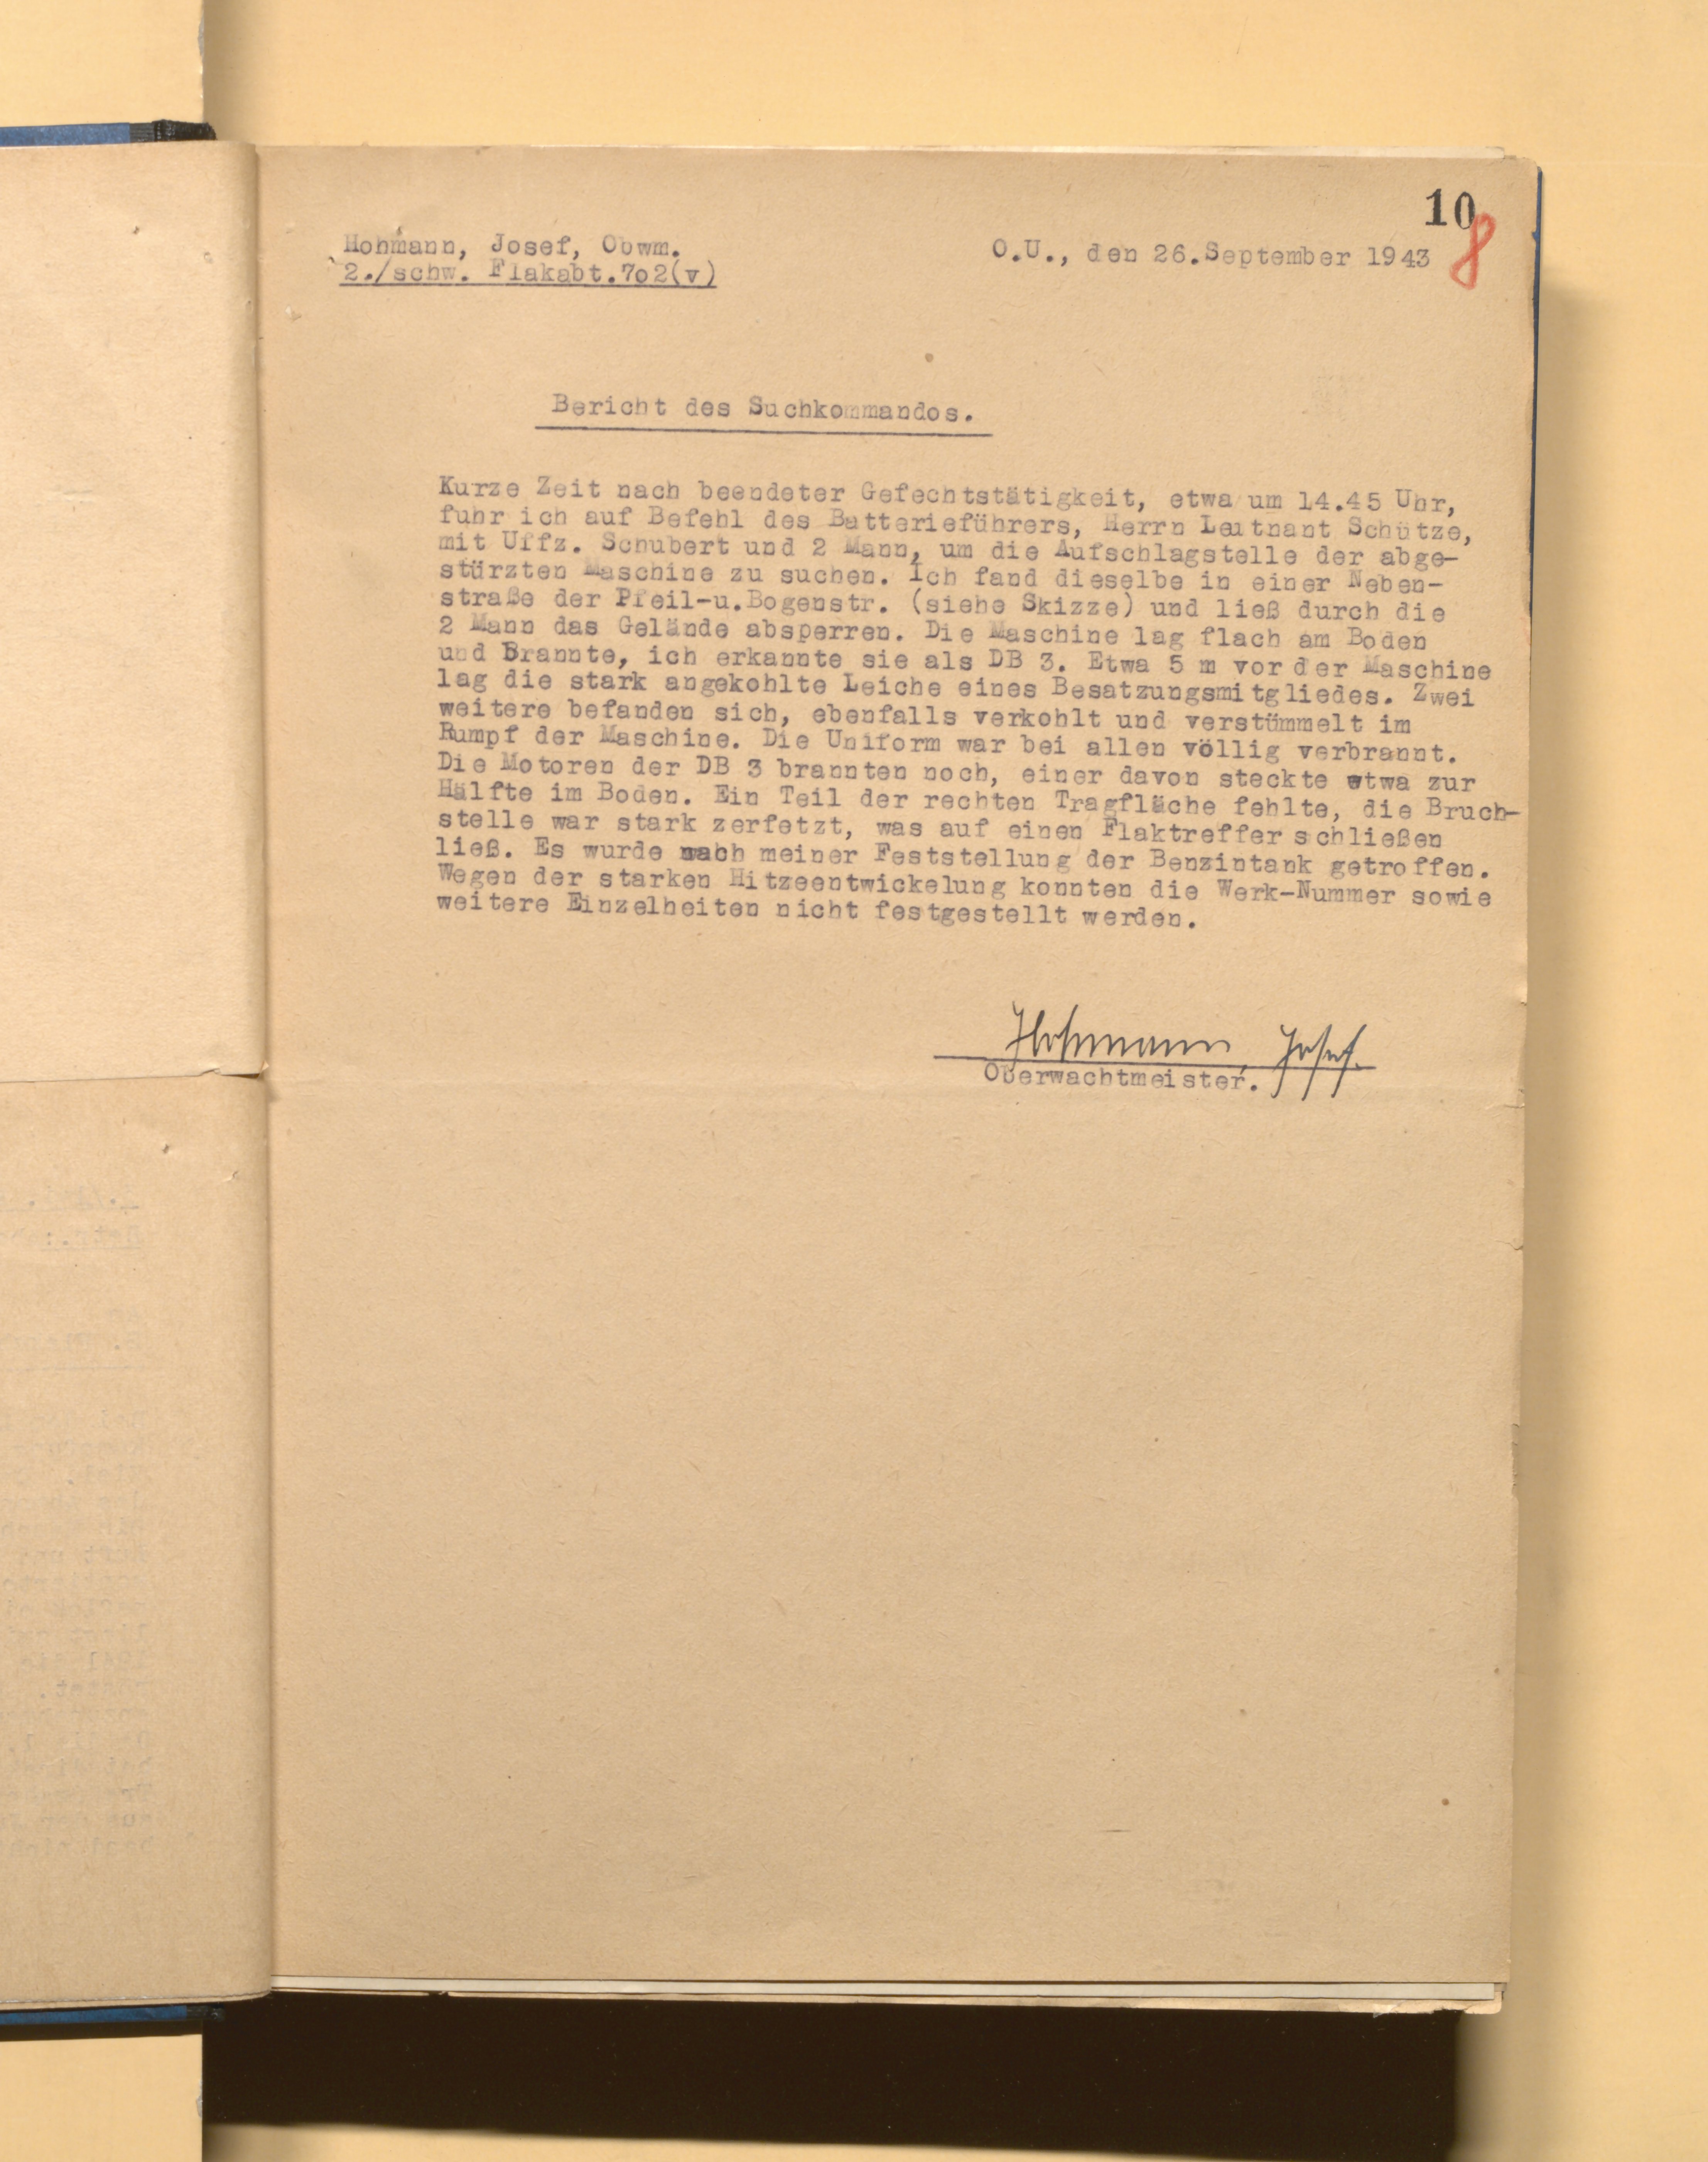 10
8
Hohmann, Josef, Obwm.
2./schw. Flakabt.7o2(v)
O.U., den 26.September 1943
Bericht des Suchkommandos.
Kurze Zeit nach beendeter Gefechtstätigkeit, etwa um 14.45 Uhr,
fuhr ich auf Befehl des Batterieführers, Herrn Leutnant Schütze,
mit Uffz. Schubert und 2 Mann, um die Aufschlagstelle der abge-
stürzten Maschine zu suchen. Ich fand dieselbe in einer Neben-
straße der Pfeil-u.Bogenstr. (siehe Skizze) und ließ durch die
2 Mann das Gelände absperren. Die Maschine lag flach am Boden
und Brannte, ich erkannte sie als DB 3. Etwa 5 m vor der Maschine
lag die stark angekohlte Leiche eines Besatzungsmitgliedes. Zwei
weitere befanden sich, ebenfalls verkohlt und verstümmelt im
Rumpf der Maschine. Die Uniform war bei allen völlig verbrannt.
Die Motoren der DB 3 brannten noch, einer davon steckte etwa zur
Hälfte im Boden. Ein Teil der rechten Tragfläche fehlte, die Bruch-
stelle war stark zerfetzt, was auf einen Flaktreffer schließen
ließ. Es wurde nach meiner Feststellung der Benzintank getroffen.
Wegen der starken Hitzeentwickelung konnten die Werk-Nummer sowie
weitere Einzelheiten nicht festgestellt werden.
Hohmann, Josef.
Oberwachtmeister.